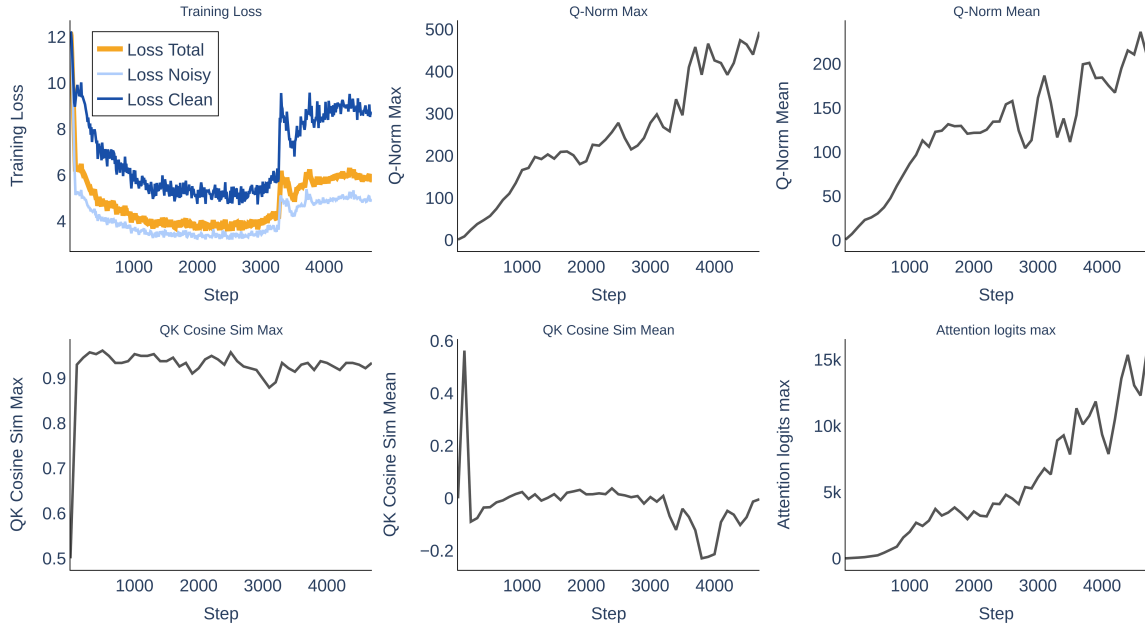 Training Loss
Q-Norm Max
Q-Norm Mean
12
10
8
6
4
Training Loss
Loss Total
Loss Noisy
Loss Clean
1000
2000
3000
4000
Step
500
400
300
200
100
0
Q-Norm Max
1000
2000
3000
4000
Step
200
150
100
50
0
Q-Norm Mean
1000
2000
3000
4000
Step
QK Cosine Sim Max
QK Cosine Sim Mean
Attention logits max
0.9
0.8
0.7
0.6
0.5
QK Cosine Sim Max
1000
2000
3000
4000
Step
0.6
0.4
0.2
0
−0.2
QK Cosine Sim Mean
1000
2000
3000
4000
Step
15k
10k
5k
0
Attention logits max
1000
2000
3000
4000
Step